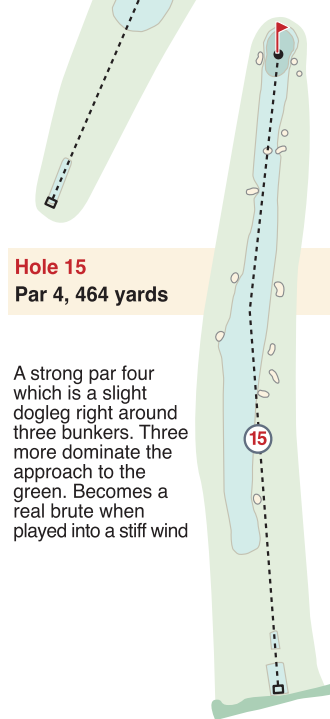 Hole 15
Par 4, 464 yards
A strong par four
which is a slight
dogleg right around
three bunkers. Three
more dominate the
approach to the
green. Becomes a
real brute when
played into a stiff wind
15